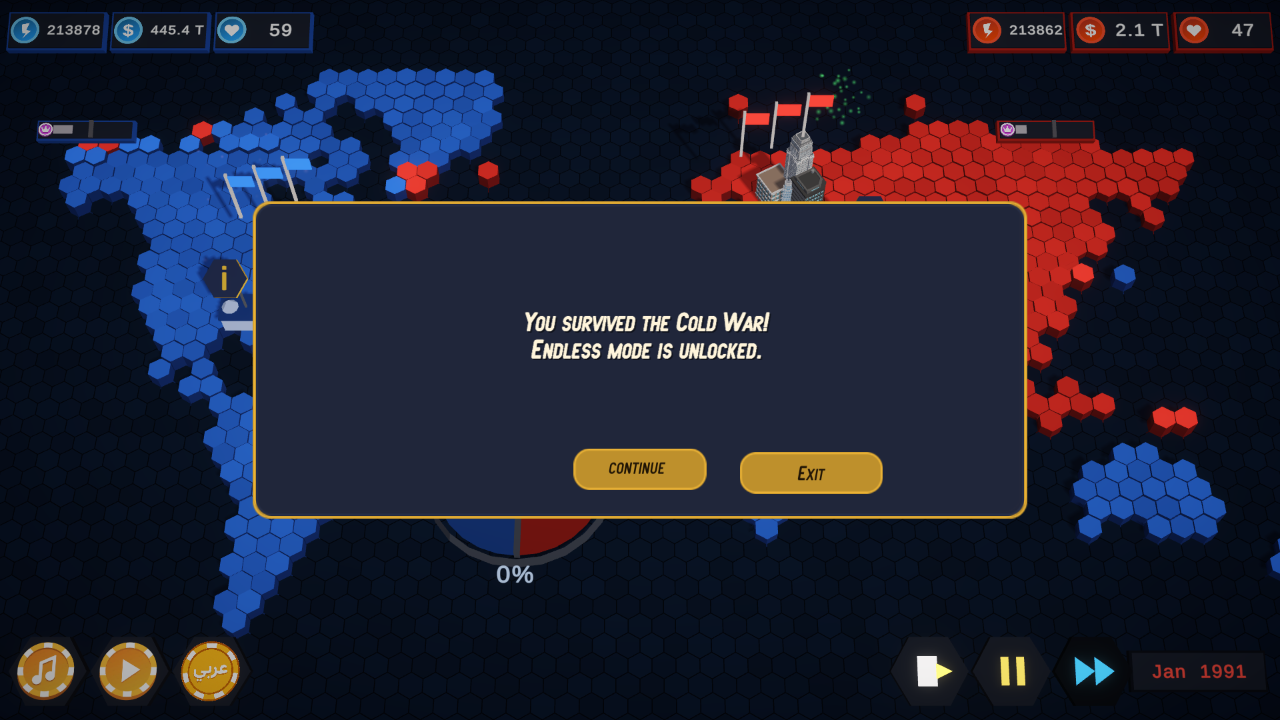 213878
445.4 T
59
213862
2.1 T
47
i
You survived the Cold War!
Endless mode is unlocked.
Continue
Exit
0%
عربي
Jan 1991